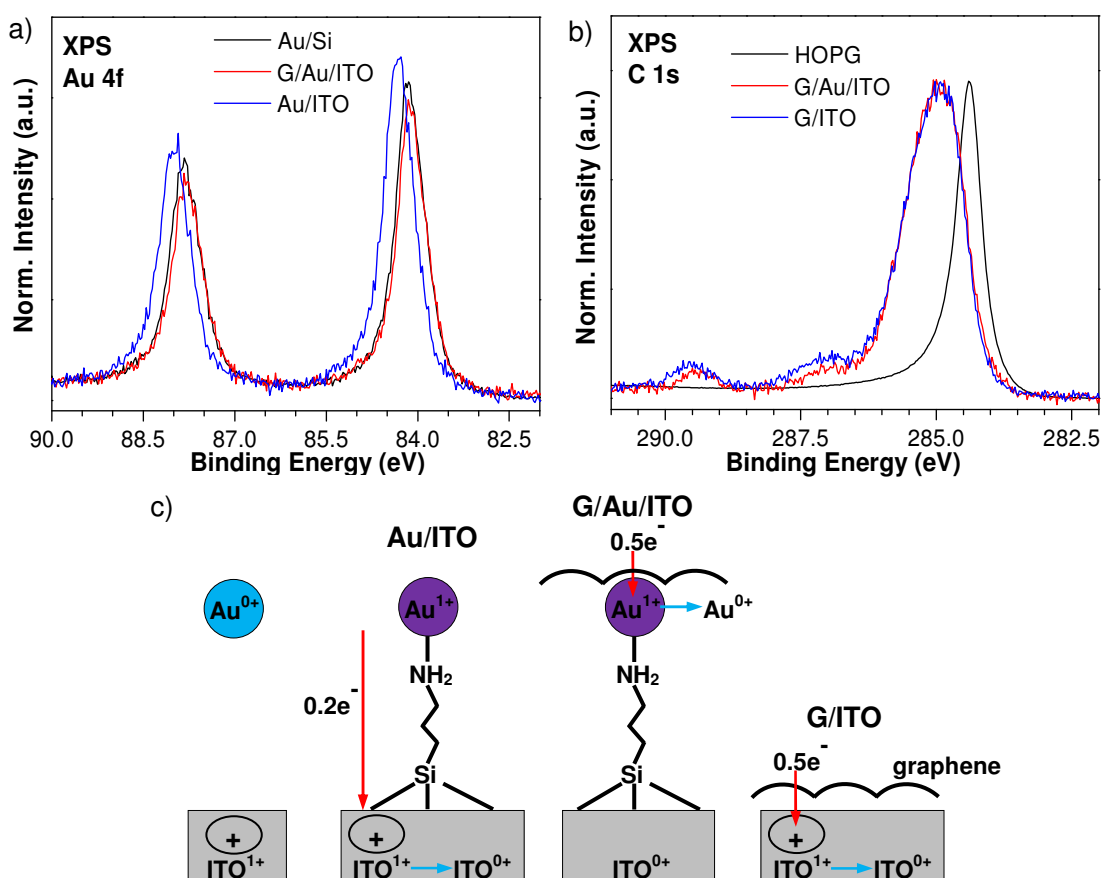 a)
XPS
Au 4f
Au/Si
G/Au/ITO
Au/ITO
Norm. Intensity (a.u.)
90.0 88.5 87.0 85.5 84.0 82.5
Binding Energy (eV)
b)
XPS
C 1s
HOPG
G/Au/ITO
G/ITO
Norm. Intensity (a.u.)
290.0 287.5 285.0 282.5
Binding Energy (eV)
c)
Au⁰⁺
+
ITO¹⁺
Au/ITO
Au¹⁺
0.2e⁻
NH₂
Si
+
ITO¹⁺ ITO⁰⁺
G/Au/ITO
0.5e⁻
Au¹⁺ Au⁰⁺
NH₂
Si
ITO⁰⁺
G/ITO
0.5e⁻
graphene
+
ITO¹⁺ ITO⁰⁺